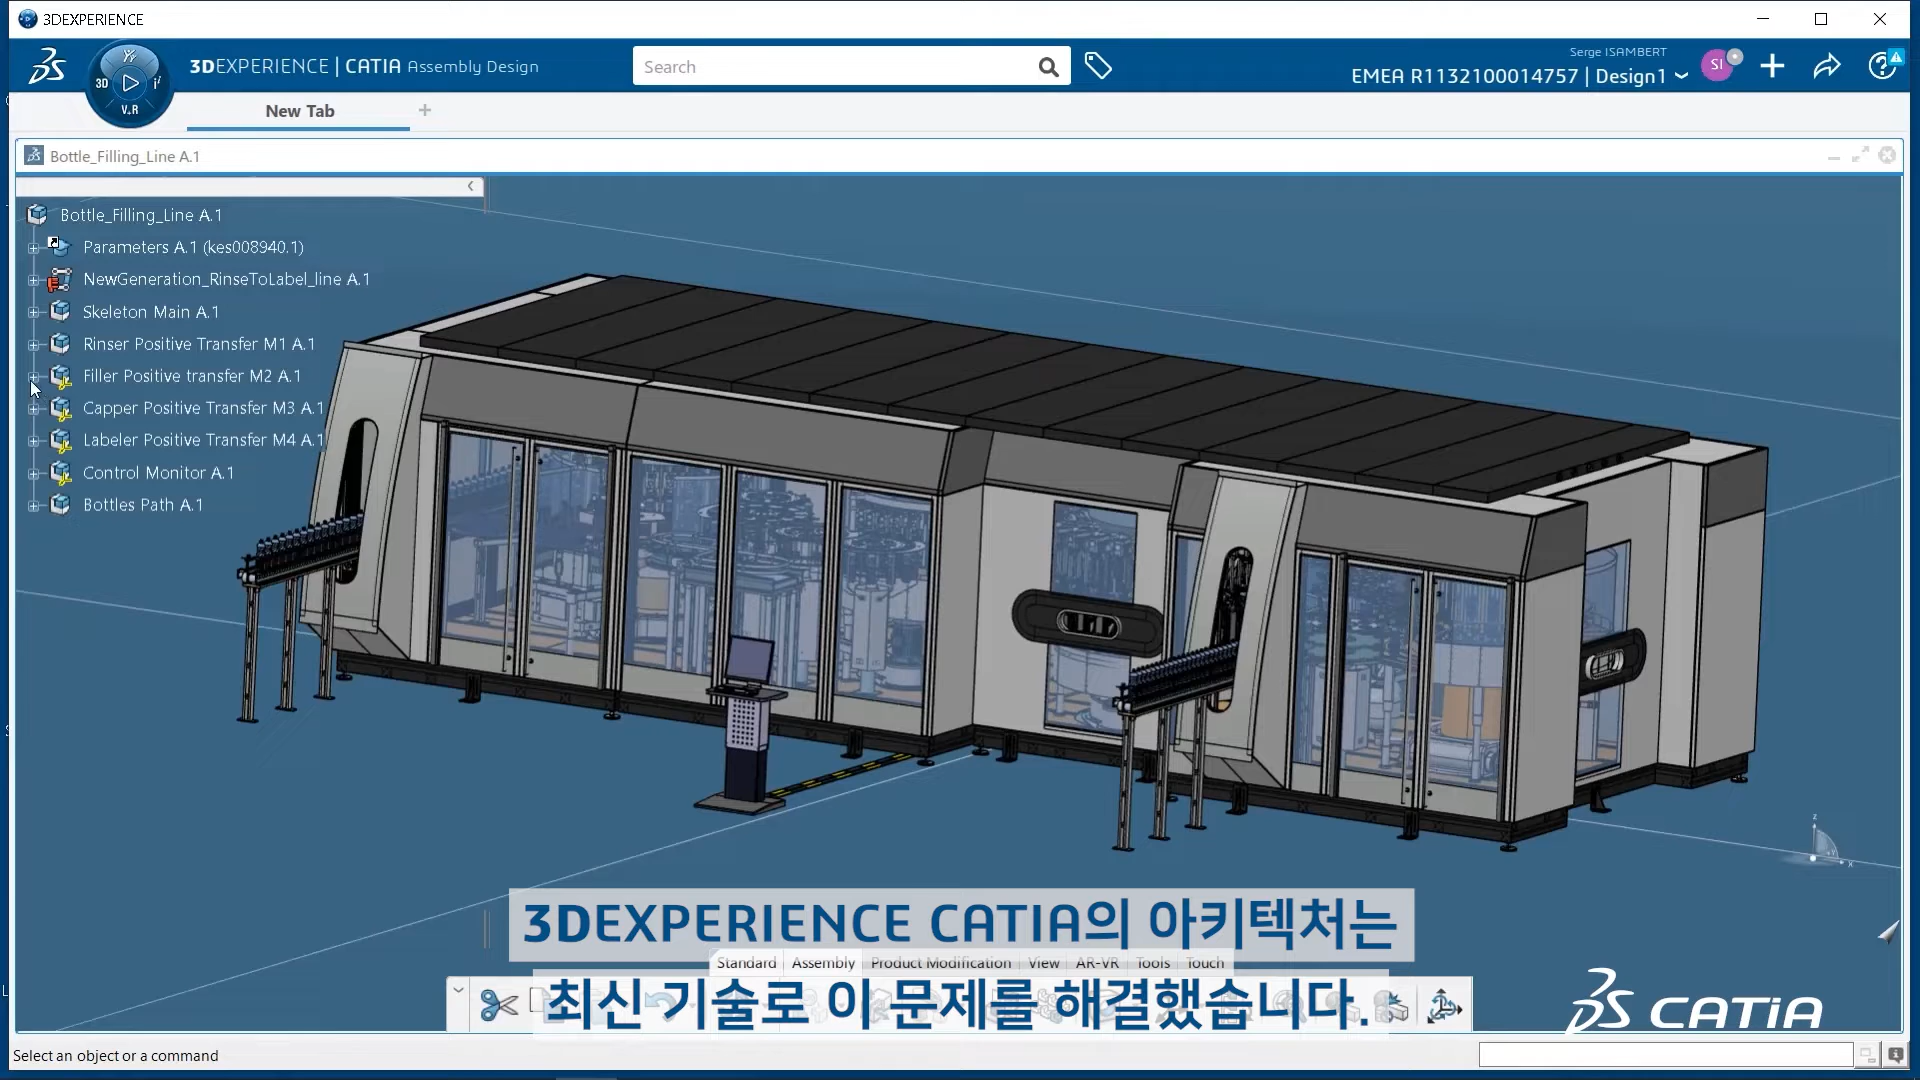 3DEXPERIENCE
3DEXPERIENCE | CATIA Assembly Design
Search
Serge ISAMBERT
EMEA R1132100014757 | Design1
SI
3D
V.R
New Tab
Bottle_Filling_Line A.1
Bottle_Filling_Line A.1
Parameters A.1 (kes008940.1)
NewGeneration_RinseToLabel_line A.1
Skeleton Main A.1
Rinser Positive Transfer M1 A.1
Filler Positive transfer M2 A.1
Capper Positive Transfer M3 A.1
Labeler Positive Transfer M4 A.1
Control Monitor A.1
Bottles Path A.1
z
x
3DEXPERIENCE CATIA의 아키텍처는
Standard Assembly Product Modification View AR-VR Tools Touch
최신 기술로 이 문제를 해결했습니다.
CATIA
Select an object or a command